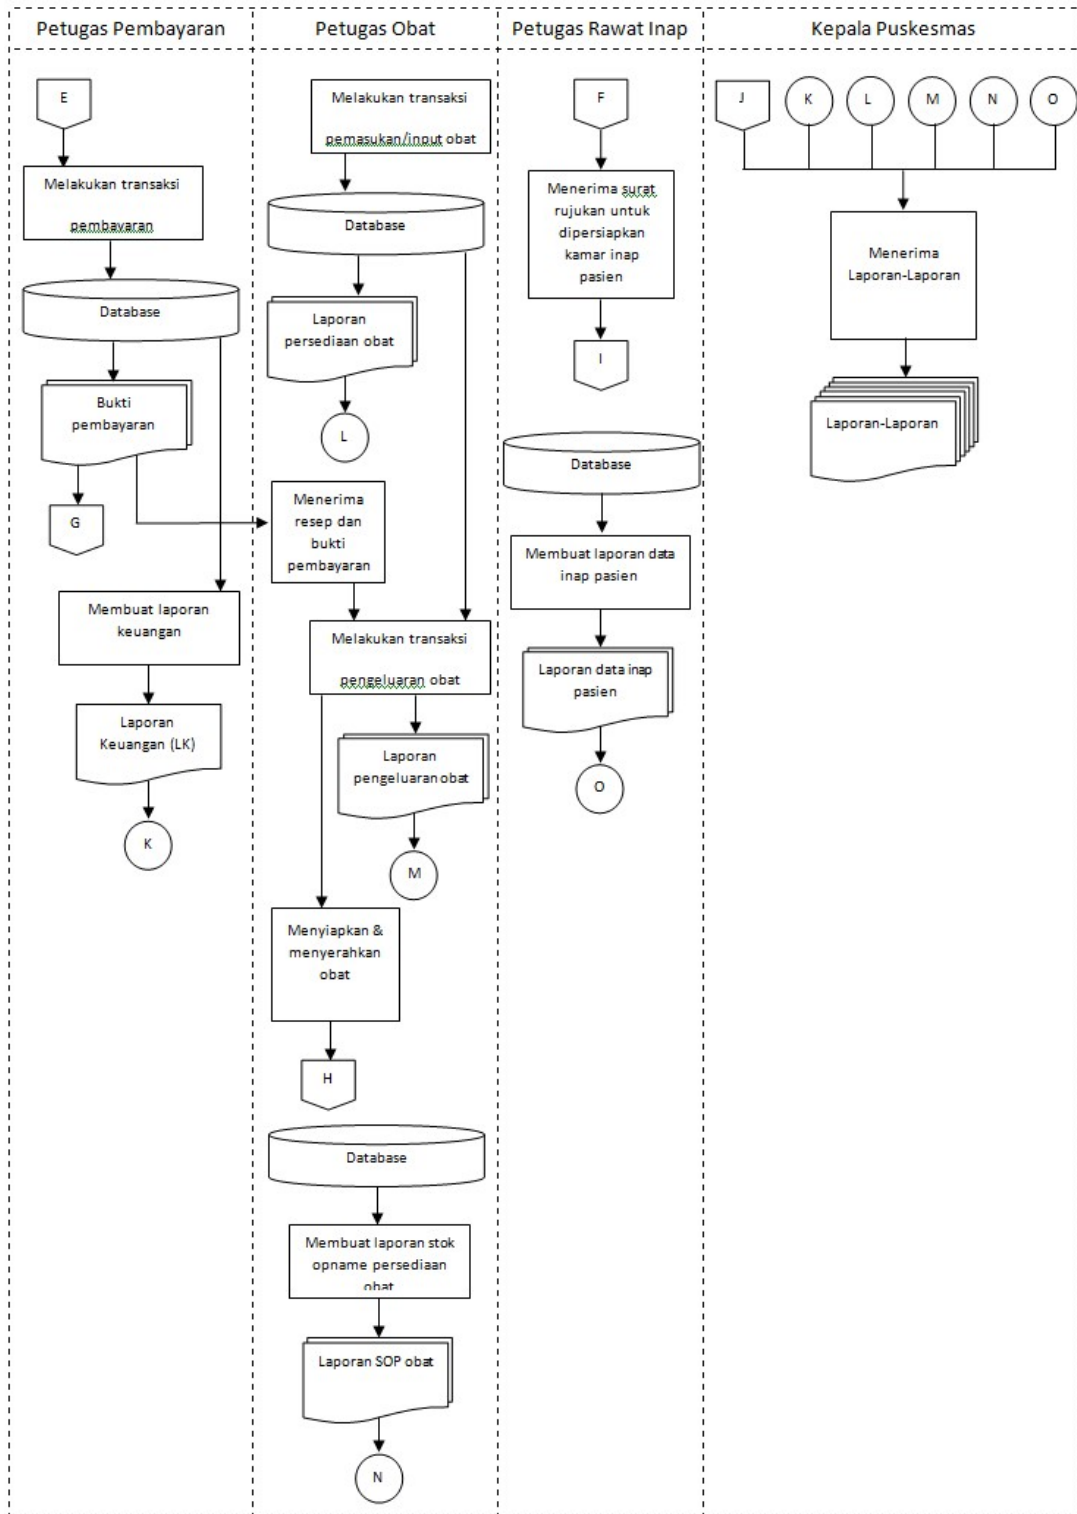 Petugas Pembayaran
Petugas Obat
Petugas Rawat Inap
Kepala Puskesmas
E
Melakukan transaksi
pembayaran
Database
Bukti
pembayaran
G
Membuat laporan
keuangan
Laporan
Keuangan (LK)
K
Melakukan transaksi
pemasukan/input obat
Database
Laporan
persediaan obat
L
Menerima
resep dan
bukti
pembayaran
Melakukan transaksi
pengeluaran obat
Laporan
pengeluaran obat
M
Menyiapkan &
menyerahkan
obat
H
Database
Membuat laporan stok
opname persediaan
obat
Laporan SOP obat
N
F
Menerima surat
rujukan untuk
dipersiapkan
kamar inap
pasien
I
Database
Membuat laporan data
inap pasien
Laporan data inap
pasien
O
J
K
L
M
N
O
Menerima
Laporan-Laporan
Laporan-Laporan